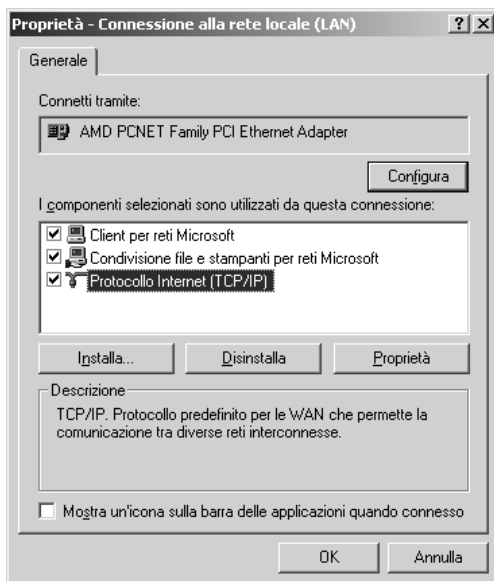 Proprietà - Connessione alla rete locale (LAN)
Generale
Connetti tramite:
AMD PCNET Family PCI Ethernet Adapter
Configura
I componenti selezionati sono utilizzati da questa connessione:
Client per reti Microsoft
Condivisione file e stampanti per reti Microsoft
Protocollo Internet (TCP/IP)
Installa... Disinstalla Proprietà
Descrizione
TCP/IP. Protocollo predefinito per le WAN che permette la
comunicazione tra diverse reti interconnesse.
Mostra un'icona sulla barra delle applicazioni quando connesso
OK Annulla